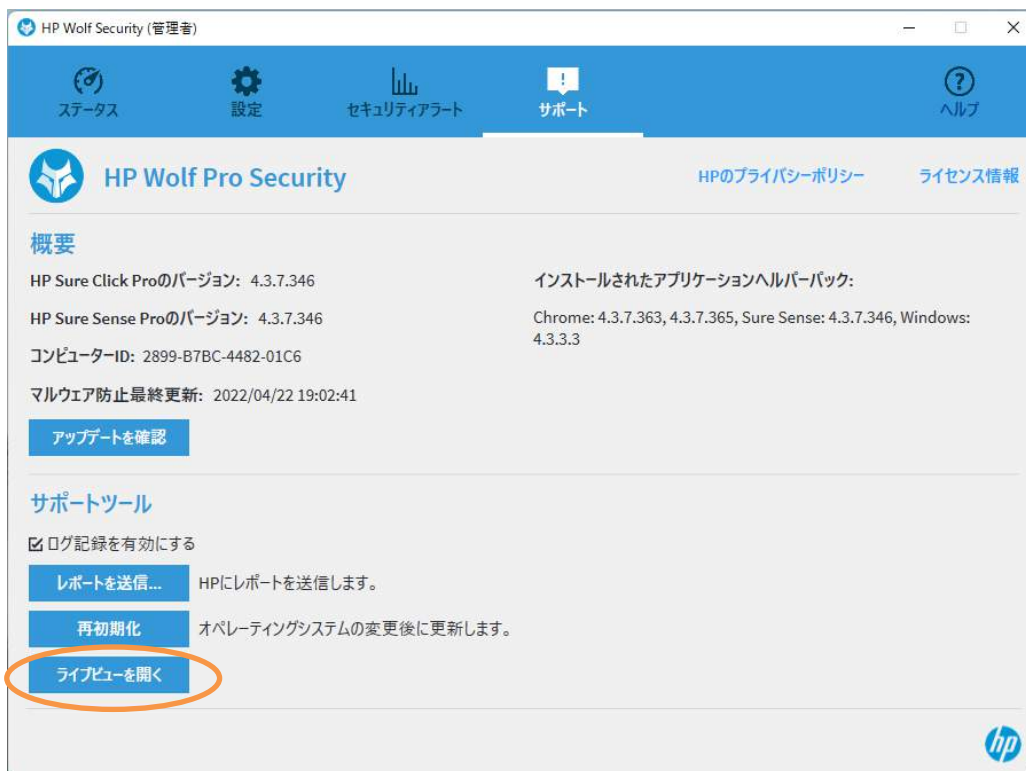 HP Wolf Security (管理者)
ステータス
設定
セキュリティアラート
サポート
ヘルプ
HP Wolf Pro Security
HPのプライバシーポリシー
ライセンス情報
概要
HP Sure Click Proのバージョン: 4.3.7.346
HP Sure Sense Proのバージョン: 4.3.7.346
コンピューターID: 2899-B7BC-4482-01C6
マルウェア防止最終更新: 2022/04/22 19:02:41
アップデートを確認
インストールされたアプリケーションヘルパーパック:
Chrome: 4.3.7.363, 4.3.7.365, Sure Sense: 4.3.7.346, Windows:
4.3.3.3
サポートツール
ログ記録を有効にする
レポートを送信...
HPにレポートを送信します。
再初期化
オペレーティングシステムの変更後に更新します。
ライブビューを開く
hp